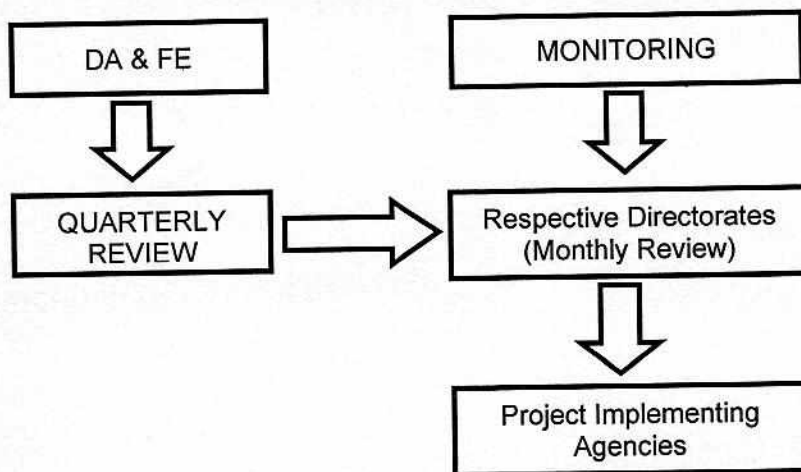 DA & FE
MONITORING
QUARTERLY
REVIEW
Respective Directorates
(Monthly Review)
Project Implementing
Agencies